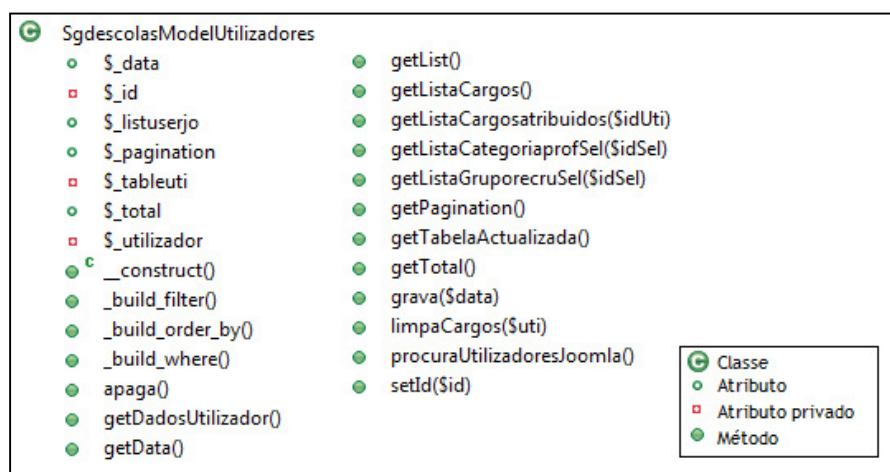 SgdescolasModelUtilizadores
$_data
$_id
$_listuserjo
$_pagination
$_tableuti
$_total
$_utilizador
c __construct()
_build_filter()
_build_order_by()
_build_where()
apaga()
getDadosUtilizador()
getData()
getList()
getListaCargos()
getListaCargosatribuidos($idUti)
getListaCategoriaprofSel($idSel)
getListaGruporecruSel($idSel)
getPagination()
getTabelaActualizada()
getTotal()
grava($data)
limpaCargos($uti)
procuraUtilizadoresJoomla()
setId($id)
C Classe
Atributo
Atributo privado
Método